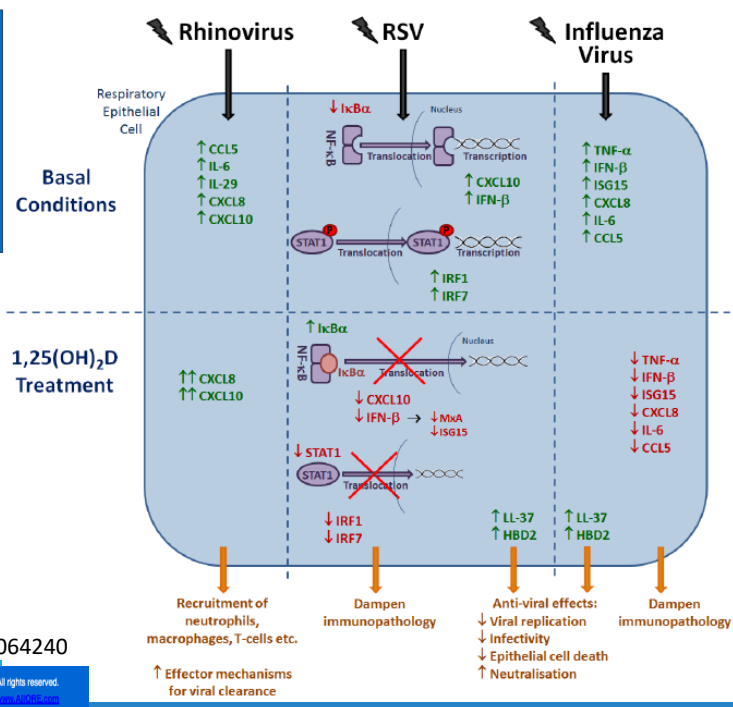 Rhinovirus
RSV
Influenza
Virus
Respiratory
Epithelial
Cell
Basal
Conditions
↑ CCL5
↑ IL-6
↑ IL-29
↑ CXCL8
↑ CXCL10
↓ IκBα
Nucleus
NF-κB
Translocation
Transcription
↑ CXCL10
↑ IFN-β
STAT1
P
STAT1
P
Translocation
Transcription
↑ IRF1
↑ IRF7
↑ TNF-α
↑ IFN-β
↑ ISG15
↑ CXCL8
↑ IL-6
↑ CCL5
1,25(OH)₂D
Treatment
↑↑ CXCL8
↑↑ CXCL10
↑ IκBα
Nucleus
NF-κB
IκBα
Translocation
↓ CXCL10
↓ IFN-β → ↓ MxA
↓ ISG15
↓ STAT1
STAT1
Translocation
↓ IRF1
↓ IRF7
↑ LL-37
↑ HBD2
↑ LL-37
↑ HBD2
↓ TNF-α
↓ IFN-β
↓ ISG15
↓ CXCL8
↓ IL-6
↓ CCL5
Recruitment of
neutrophils,
macrophages, T-cells etc.
↑ Effector mechanisms
for viral clearance
Dampen
immunopathology
Anti-viral effects:
↓ Viral replication
↓ Infectivity
↓ Epithelial cell death
↑ Neutralisation
Dampen
immunopathology
064240
All rights reserved.
www.AIIORE.com